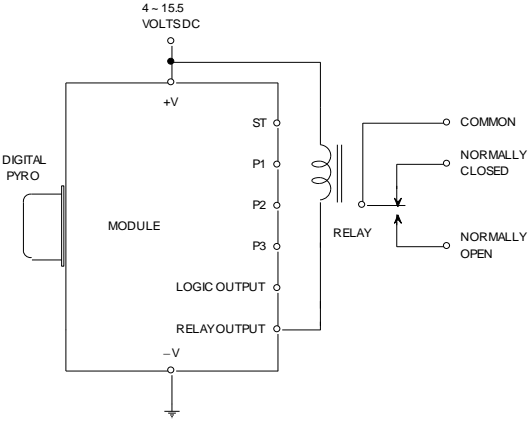 4 ~ 15.5
VOLTS DC
+V
ST
COMMON
DIGITAL
PYRO
P1
NORMALLY
CLOSED
P2
MODULE
RELAY
P3
NORMALLY
OPEN
LOGIC OUTPUT
RELAY OUTPUT
–V